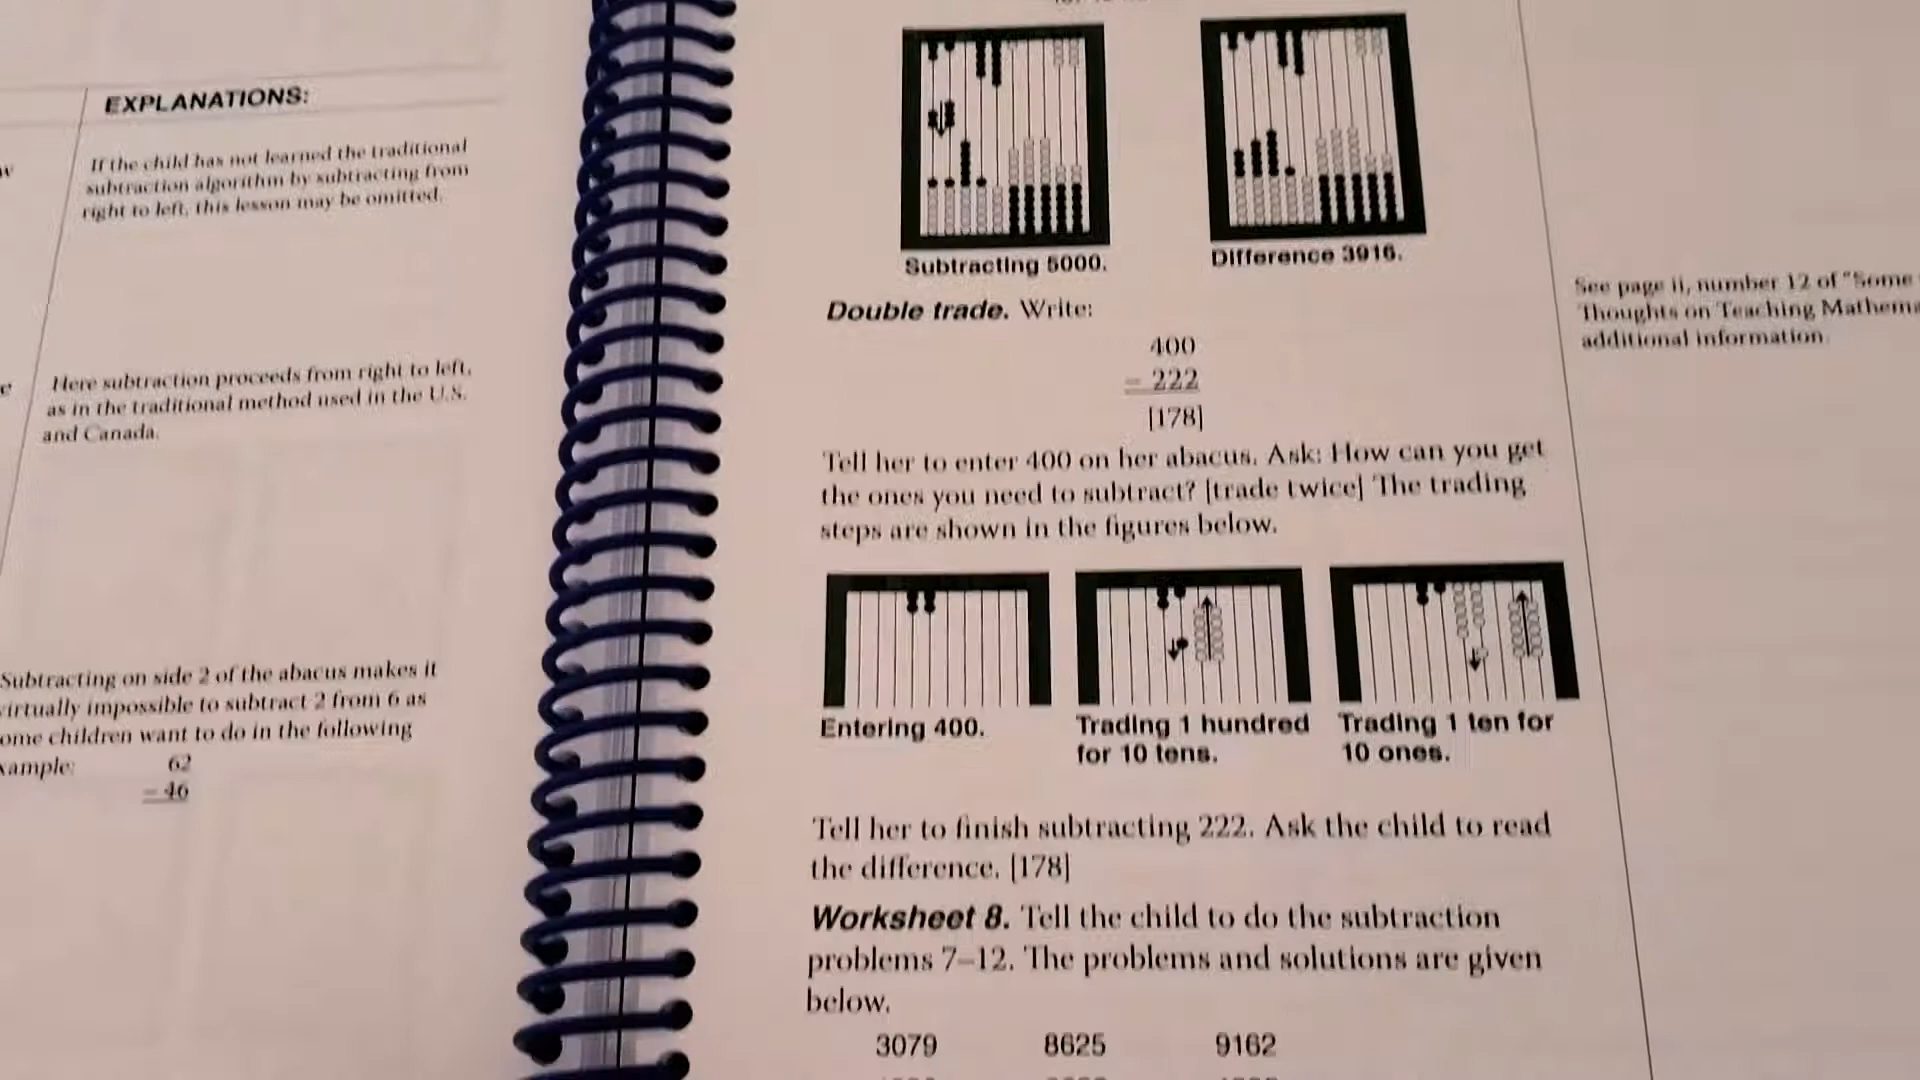 EXPLANATIONS:
If the child has not learned the traditional
subtraction algorithm by subtracting from
right to left, this lesson may be omitted.
Here subtraction proceeds from right to left,
as in the traditional method used in the U.S.
and Canada.
Subtracting on side 2 of the abacus makes it
virtually impossible to subtract 2 from 6 as
some children want to do in the following
example:
62
– 46
Subtracting 5000.
Difference 3916.
Double trade. Write:
400
– 222
[178]
Tell her to enter 400 on her abacus. Ask: How can you get
the ones you need to subtract? [trade twice] The trading
steps are shown in the figures below.
Entering 400.
Trading 1 hundred
for 10 tens.
Trading 1 ten for
10 ones.
Tell her to finish subtracting 222. Ask the child to read
the difference. [178]
Worksheet 8. Tell the child to do the subtraction
problems 7–12. The problems and solutions are given
below.
3079 8625 9162
See page ii, number 12 of "Some
Thoughts on Teaching Mathema
additional information.